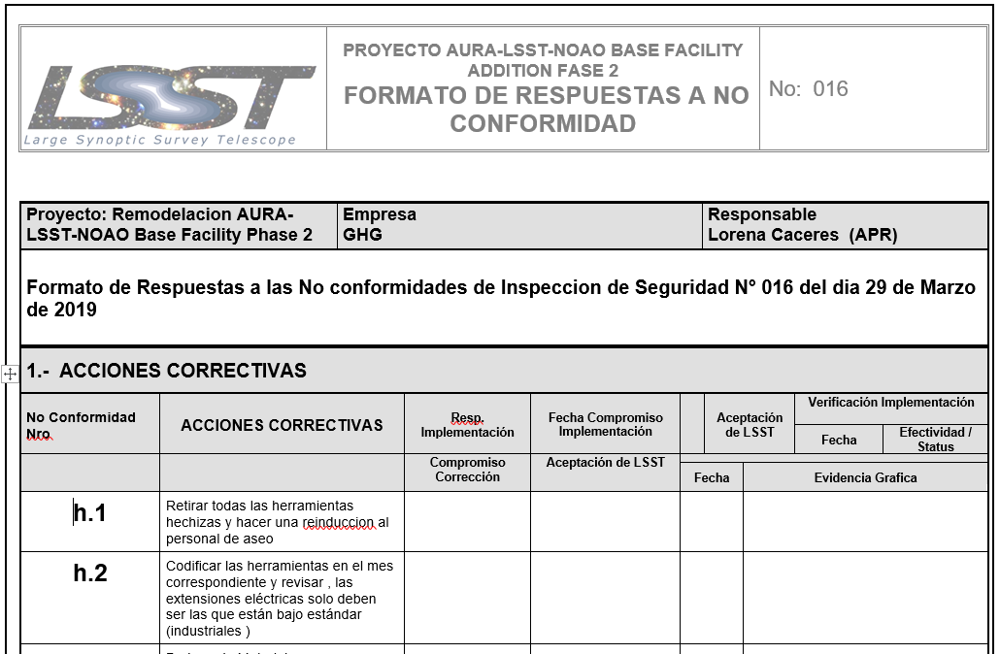 LSST
Large Synoptic Survey Telescope
PROYECTO AURA-LSST-NOAO BASE FACILITY
ADDITION FASE 2
FORMATO DE RESPUESTAS A NO
CONFORMIDAD
No: 016
Proyecto: Remodelacion AURA-
LSST-NOAO Base Facility Phase 2
Empresa
GHG
Responsable
Lorena Caceres (APR)
Formato de Respuestas a las No conformidades de Inspeccion de Seguridad N° 016 del dia 29 de Marzo
de 2019
1.- ACCIONES CORRECTIVAS
No Conformidad
Nro.
ACCIONES CORRECTIVAS
Resp.
Implementación
Fecha Compromiso
Implementación
Aceptación
de LSST
Verificación Implementación
Fecha
Efectividad /
Status
Compromiso
Corrección
Aceptación de LSST
Fecha
Evidencia Grafica
h.1
Retirar todas las herramientas
hechizas y hacer una reinduccion al
personal de aseo
h.2
Codificar las herramientas en el mes
correspondiente y revisar , las
extensiones eléctricas solo deben
ser las que están bajo estándar
(industriales )